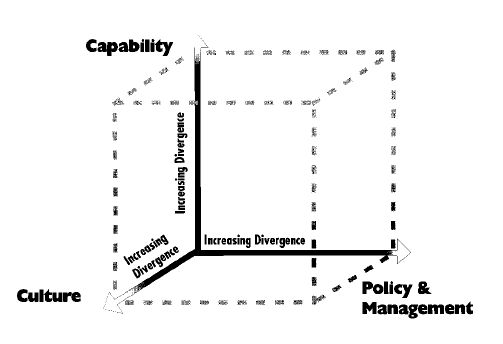 Capability
Increasing Divergence
Increasing Divergence
Increasing
Divergence
Culture
Policy &
Management